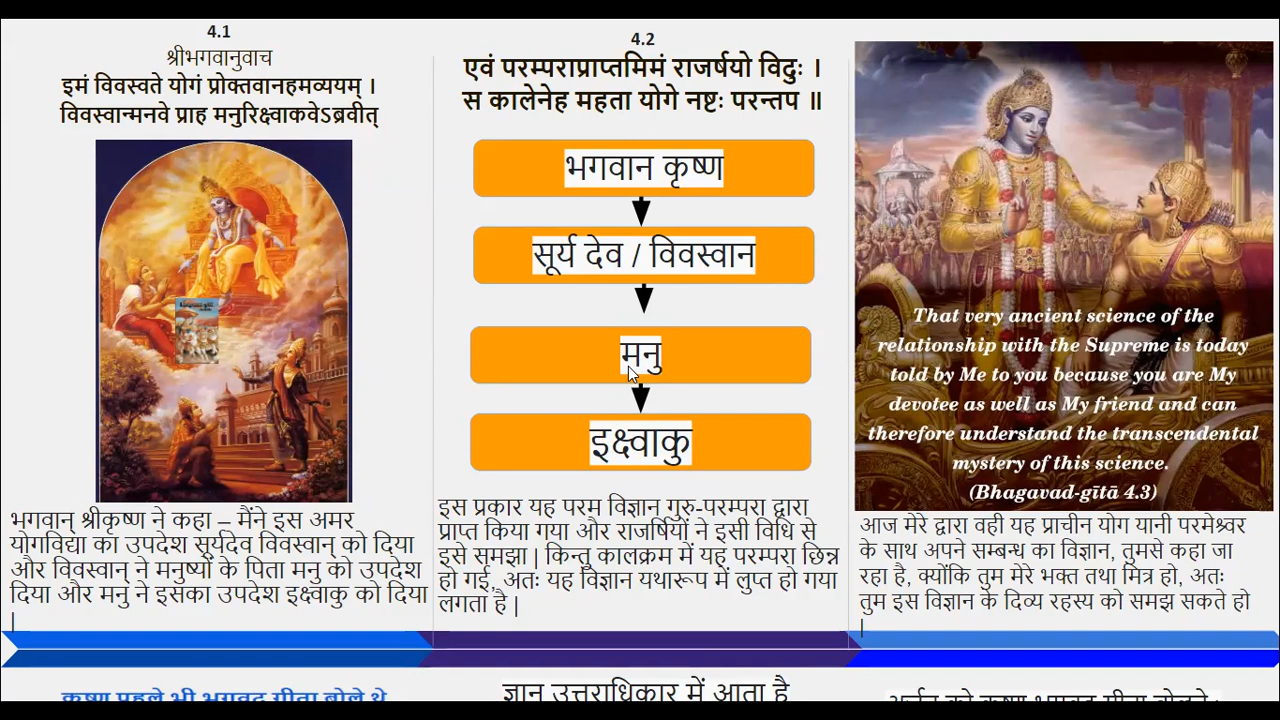 4.1
श्रीभगवानुवाच
इमं विवस्वते योगं प्रोक्तवानहमव्ययम् ।
विवस्वान्मनवे प्राह मनुरिक्ष्वाकवेऽब्रवीत्
भगवान् श्रीकृष्ण ने कहा – मैंने इस अमर
योगविद्या का उपदेश सूर्यदेव विवस्वान् को दिया
और विवस्वान् ने मनुष्यों के पिता मनु को उपदेश
दिया और मनु ने इसका उपदेश इक्ष्वाकु को दिया
|
4.2
एवं परम्पराप्राप्तमिमं राजर्षयो विदुः ।
स कालेनेह महता योगे नष्टः परन्तप ॥
भगवान कृष्ण
सूर्य देव / विवस्वान
मनु
इक्ष्वाकु
इस प्रकार यह परम विज्ञान गुरु-परम्परा द्वारा
प्राप्त किया गया और राजर्षियों ने इसी विधि से
इसे समझा | किन्तु कालक्रम में यह परम्परा छिन्न
हो गई, अतः यह विज्ञान यथारूप में लुप्त हो गया
लगता है |
That very ancient science of the
relationship with the Supreme is today
told by Me to you because you are My
devotee as well as My friend and can
therefore understand the transcendental
mystery of this science.
(Bhagavad-gītā 4.3)
आज मेरे द्वारा वही यह प्राचीन योग यानी परमेश्वर
के साथ अपने सम्बन्ध का विज्ञान, तुमसे कहा जा
रहा है, क्योंकि तुम मेरे भक्त तथा मित्र हो, अतः
तुम इस विज्ञान के दिव्य रहस्य को समझ सकते हो
|
कृष्ण पहले भी भगवद गीता बोले थे
ज्ञान उत्तराधिकार में आता है